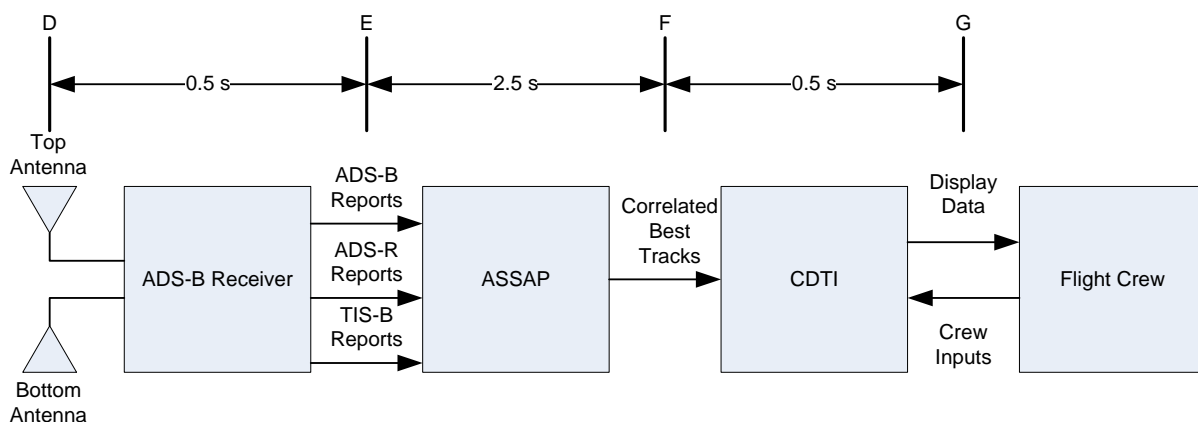 D
E
F
G
0.5 s
2.5 s
0.5 s
Top
Antenna
ADS-B
Reports
ADS-R
Reports
TIS-B
Reports
Correlated
Best
Tracks
Display
Data
ADS-B Receiver
ASSAP
CDTI
Flight Crew
Crew
Inputs
Bottom
Antenna